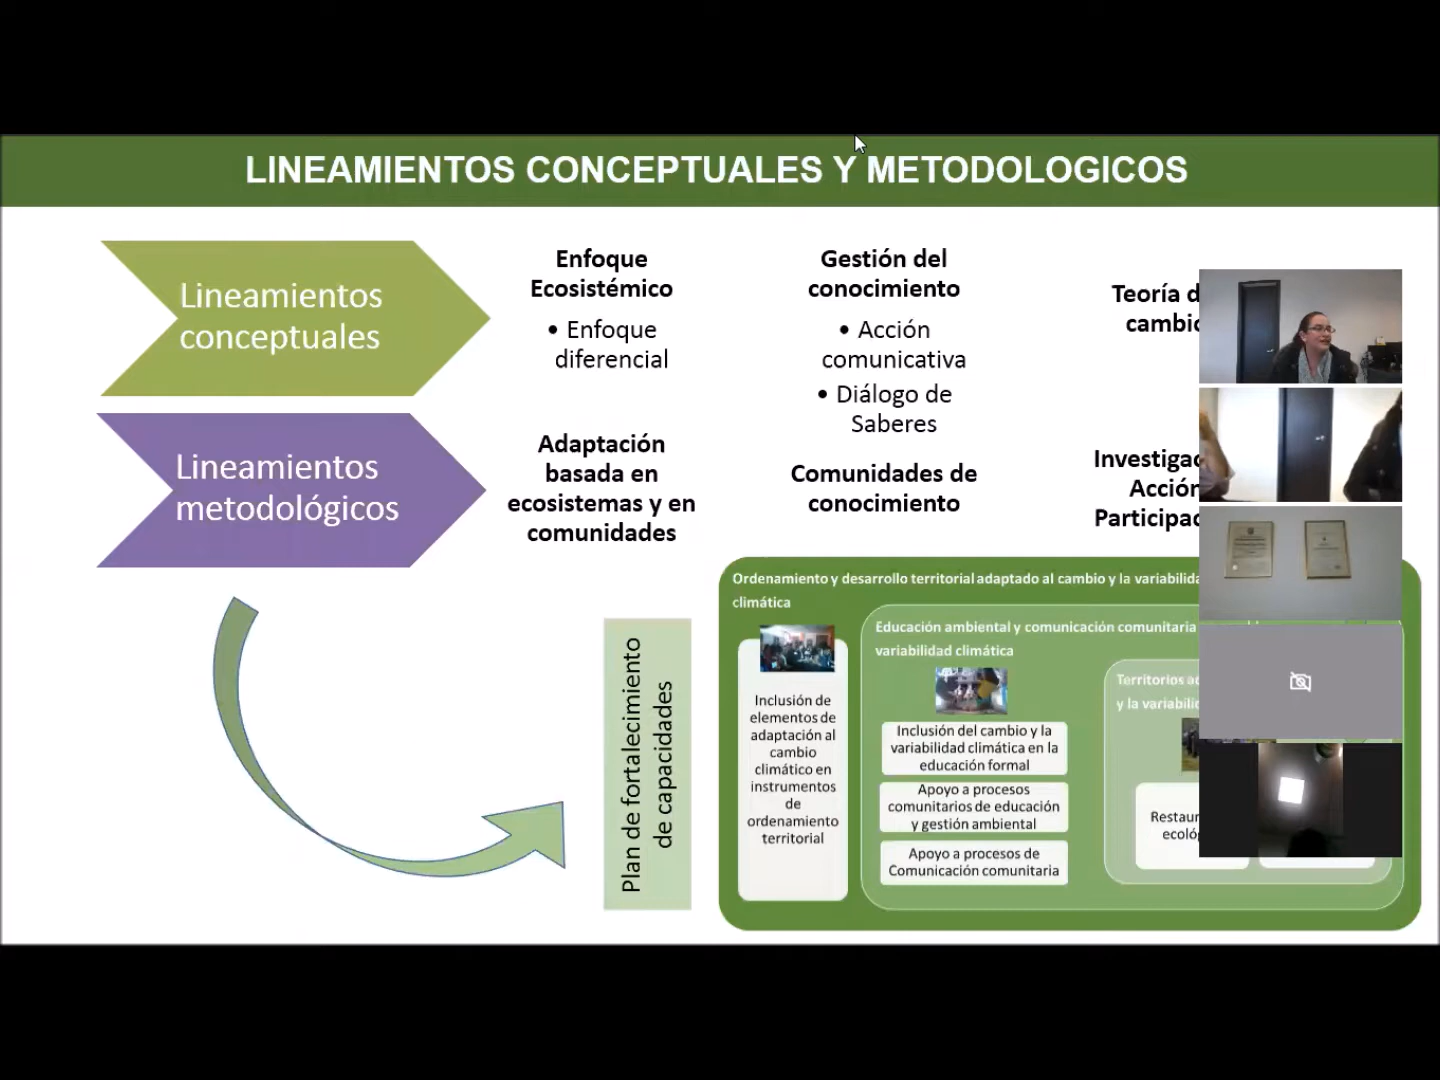 LINEAMIENTOS CONCEPTUALES Y METODOLOGICOS
Lineamientos
conceptuales
Enfoque
Ecosistémico
• Enfoque
diferencial
Gestión del
conocimiento
• Acción
comunicativa
• Diálogo de
Saberes
Teoría
Lineamientos
metodológicos
Adaptación
basada en
ecosistemas y en
comunidades
Comunidades de
conocimiento
Acción
Plan de fortalecimiento
de capacidades
Ordenamiento y desarrollo territorial adaptado al cambio y la
climática
Inclusión de
elementos de
adaptación al
cambio
climático en
instrumentos
de
ordenamiento
territorial
Educación ambiental y comunicación comunitaria
variabilidad climática
Inclusión del cambio y la
variabilidad climática en la
educación formal
Apoyo a procesos
comunitarios de educación
y gestión ambiental
Apoyo a procesos de
Comunicación comunitaria
Territorios
y la